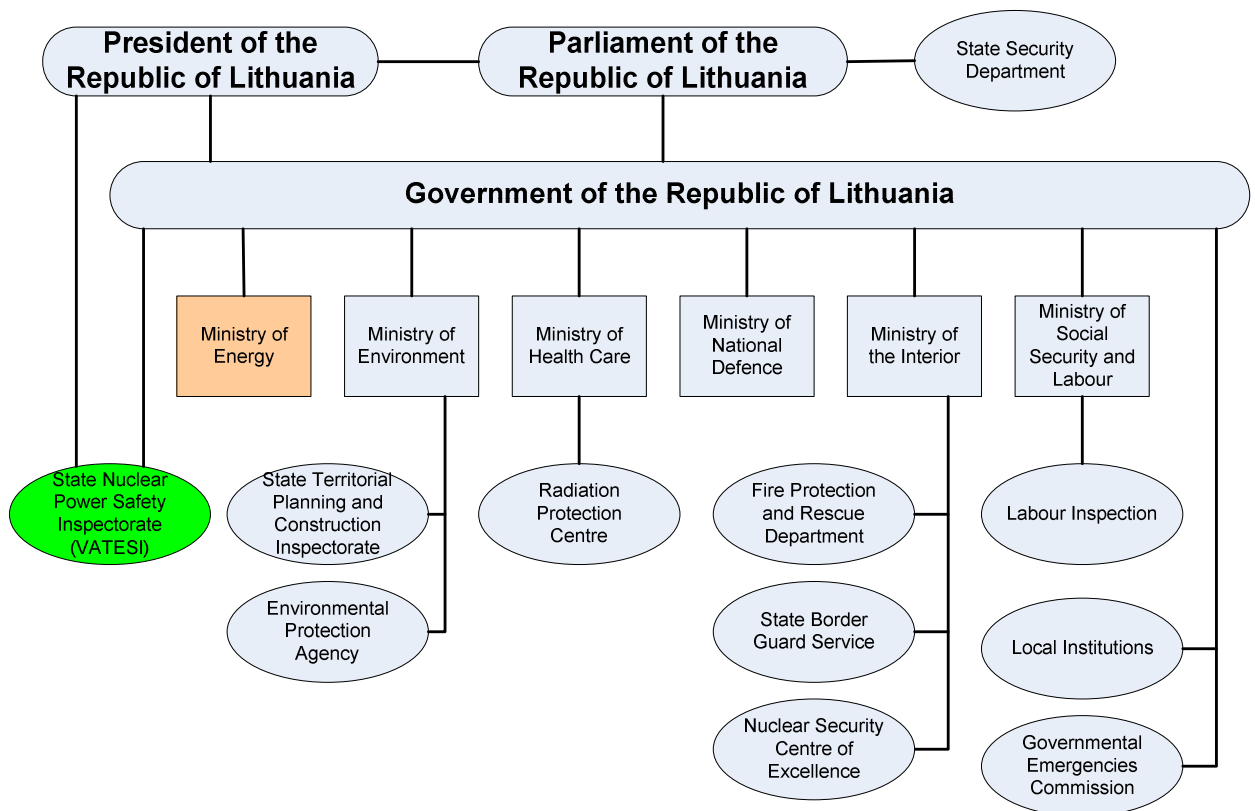 President of the
Republic of Lithuania
Parliament of the
Republic of Lithuania
State Security
Department
Government of the Republic of Lithuania
Ministry of
Energy
Ministry of
Environment
Ministry of
Health Care
Ministry of
National
Defence
Ministry of
the Interior
Ministry of
Social
Security and
Labour
State Nuclear
Power Safety
Inspectorate
(VATESI)
State Territorial
Planning and
Construction
Inspectorate
Radiation
Protection
Centre
Fire Protection
and Rescue
Department
Labour Inspection
Environmental
Protection
Agency
State Border
Guard Service
Local Institutions
Nuclear Security
Centre of
Excellence
Governmental
Emergencies
Commission